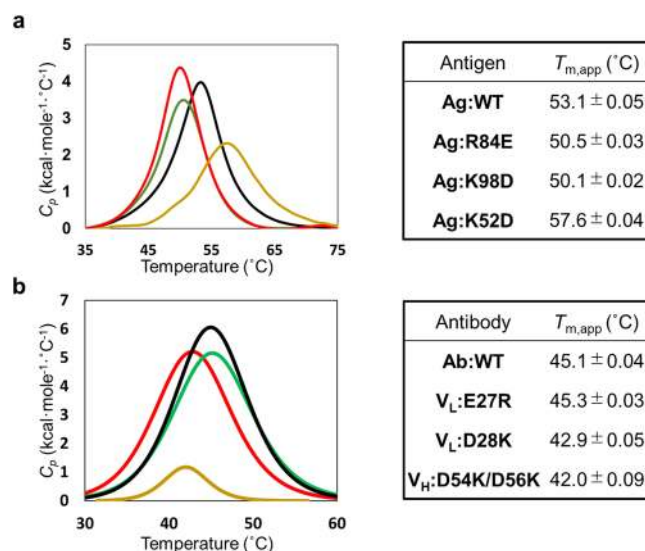 a
5
4
3
2
1
0
Cp (kcal·mole⁻¹·˚C⁻¹)
35 45 55 65 75
Temperature (˚C)
Antigen Tm,app (˚C)
Ag:WT 53.1 ± 0.05
Ag:R84E 50.5 ± 0.03
Ag:K98D 50.1 ± 0.02
Ag:K52D 57.6 ± 0.04
b
7
6
5
4
3
2
1
0
Cp (kcal·mole⁻¹·˚C⁻¹)
30 40 50 60
Temperature (˚C)
Antibody Tm,app (˚C)
Ab:WT 45.1 ± 0.04
VL:E27R 45.3 ± 0.03
VL:D28K 42.9 ± 0.05
VH:D54K/D56K 42.0 ± 0.09